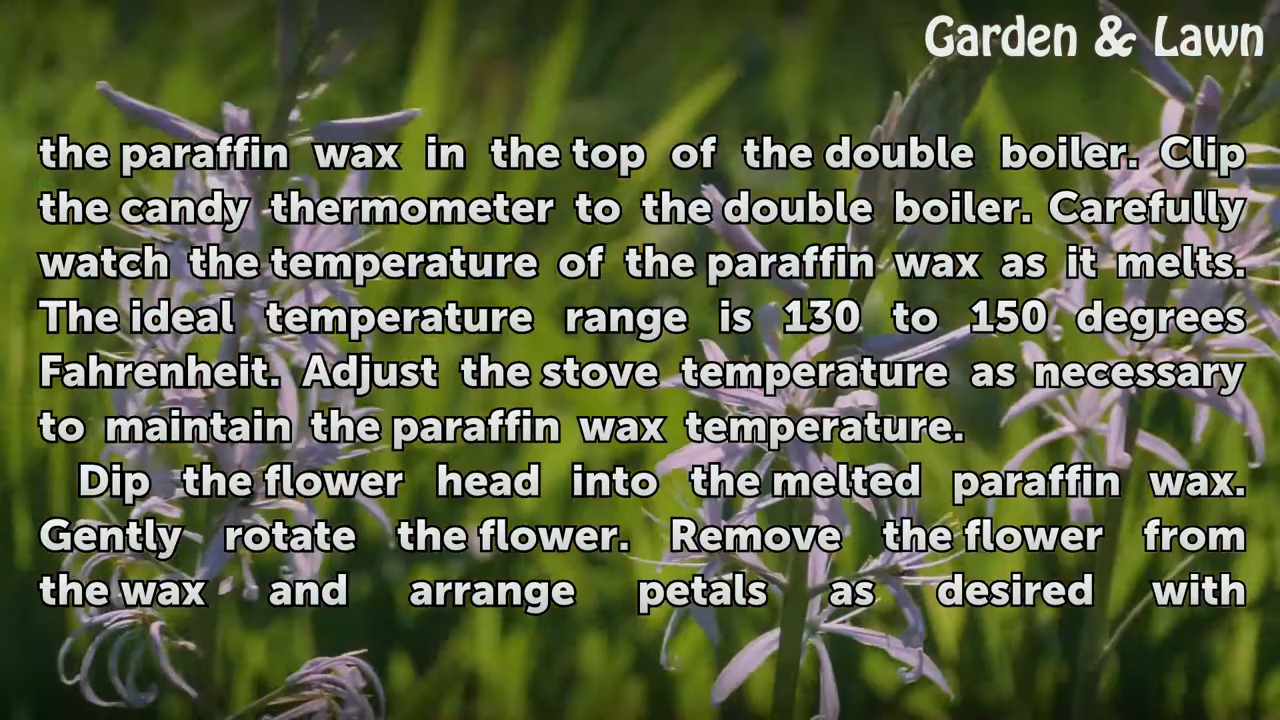 Garden & Lawn
the paraffin wax in the top of the double boiler. Clip
the candy thermometer to the double boiler. Carefully
watch the temperature of the paraffin wax as it melts.
The ideal temperature range is 130 to 150 degrees
Fahrenheit. Adjust the stove temperature as necessary
to maintain the paraffin wax temperature.
Dip the flower head into the melted paraffin wax.
Gently rotate the flower. Remove the flower from
the wax and arrange petals as desired with